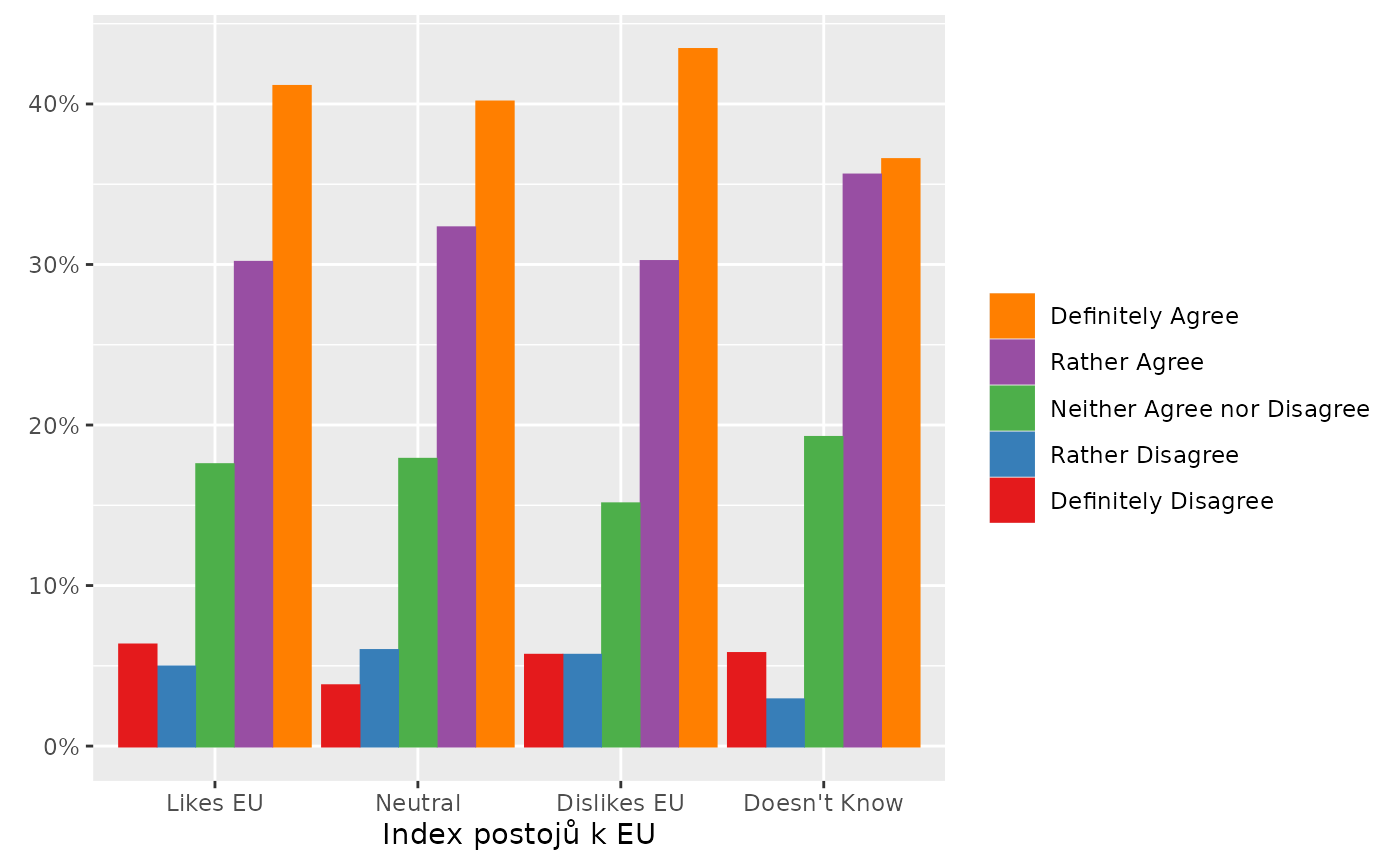 40%
30%
20%
10%
0%
Likes EU
Neutral
Dislikes EU
Doesn't Know
Index postojů k EU
Definitely Agree
Rather Agree
Neither Agree nor Disagree
Rather Disagree
Definitely Disagree